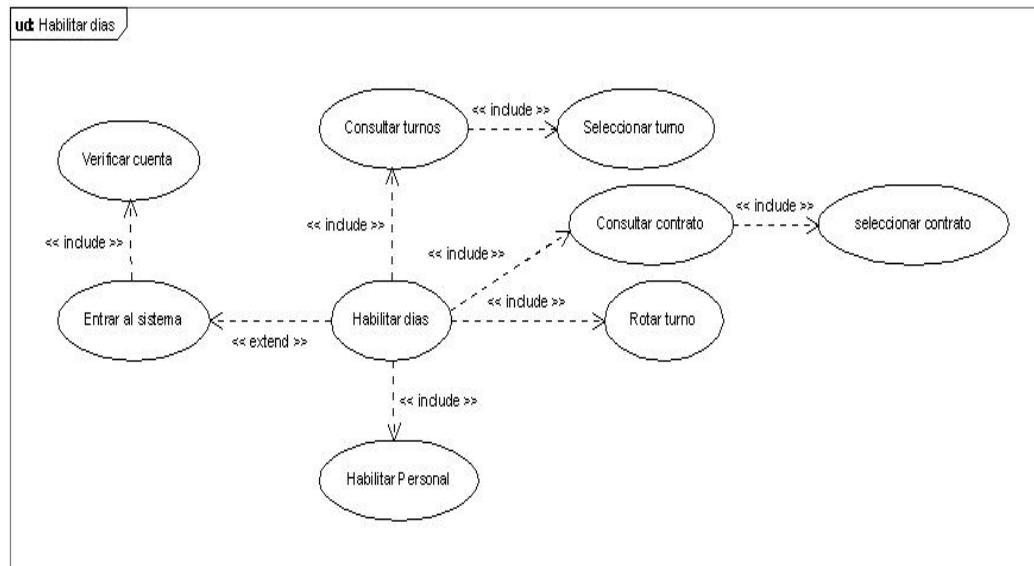 ud: Habilitar dias
Consultar turnos
<< include >>
Seleccionar turno
Verificar cuenta
<< include >>
<< include >>
Consultar contrato
<< include >>
seleccionar contrato
<< include >>
Entrar al sistema
<< extend >>
Habilitar dias
<< include >>
Rotar turno
<< include >>
Habilitar Personal